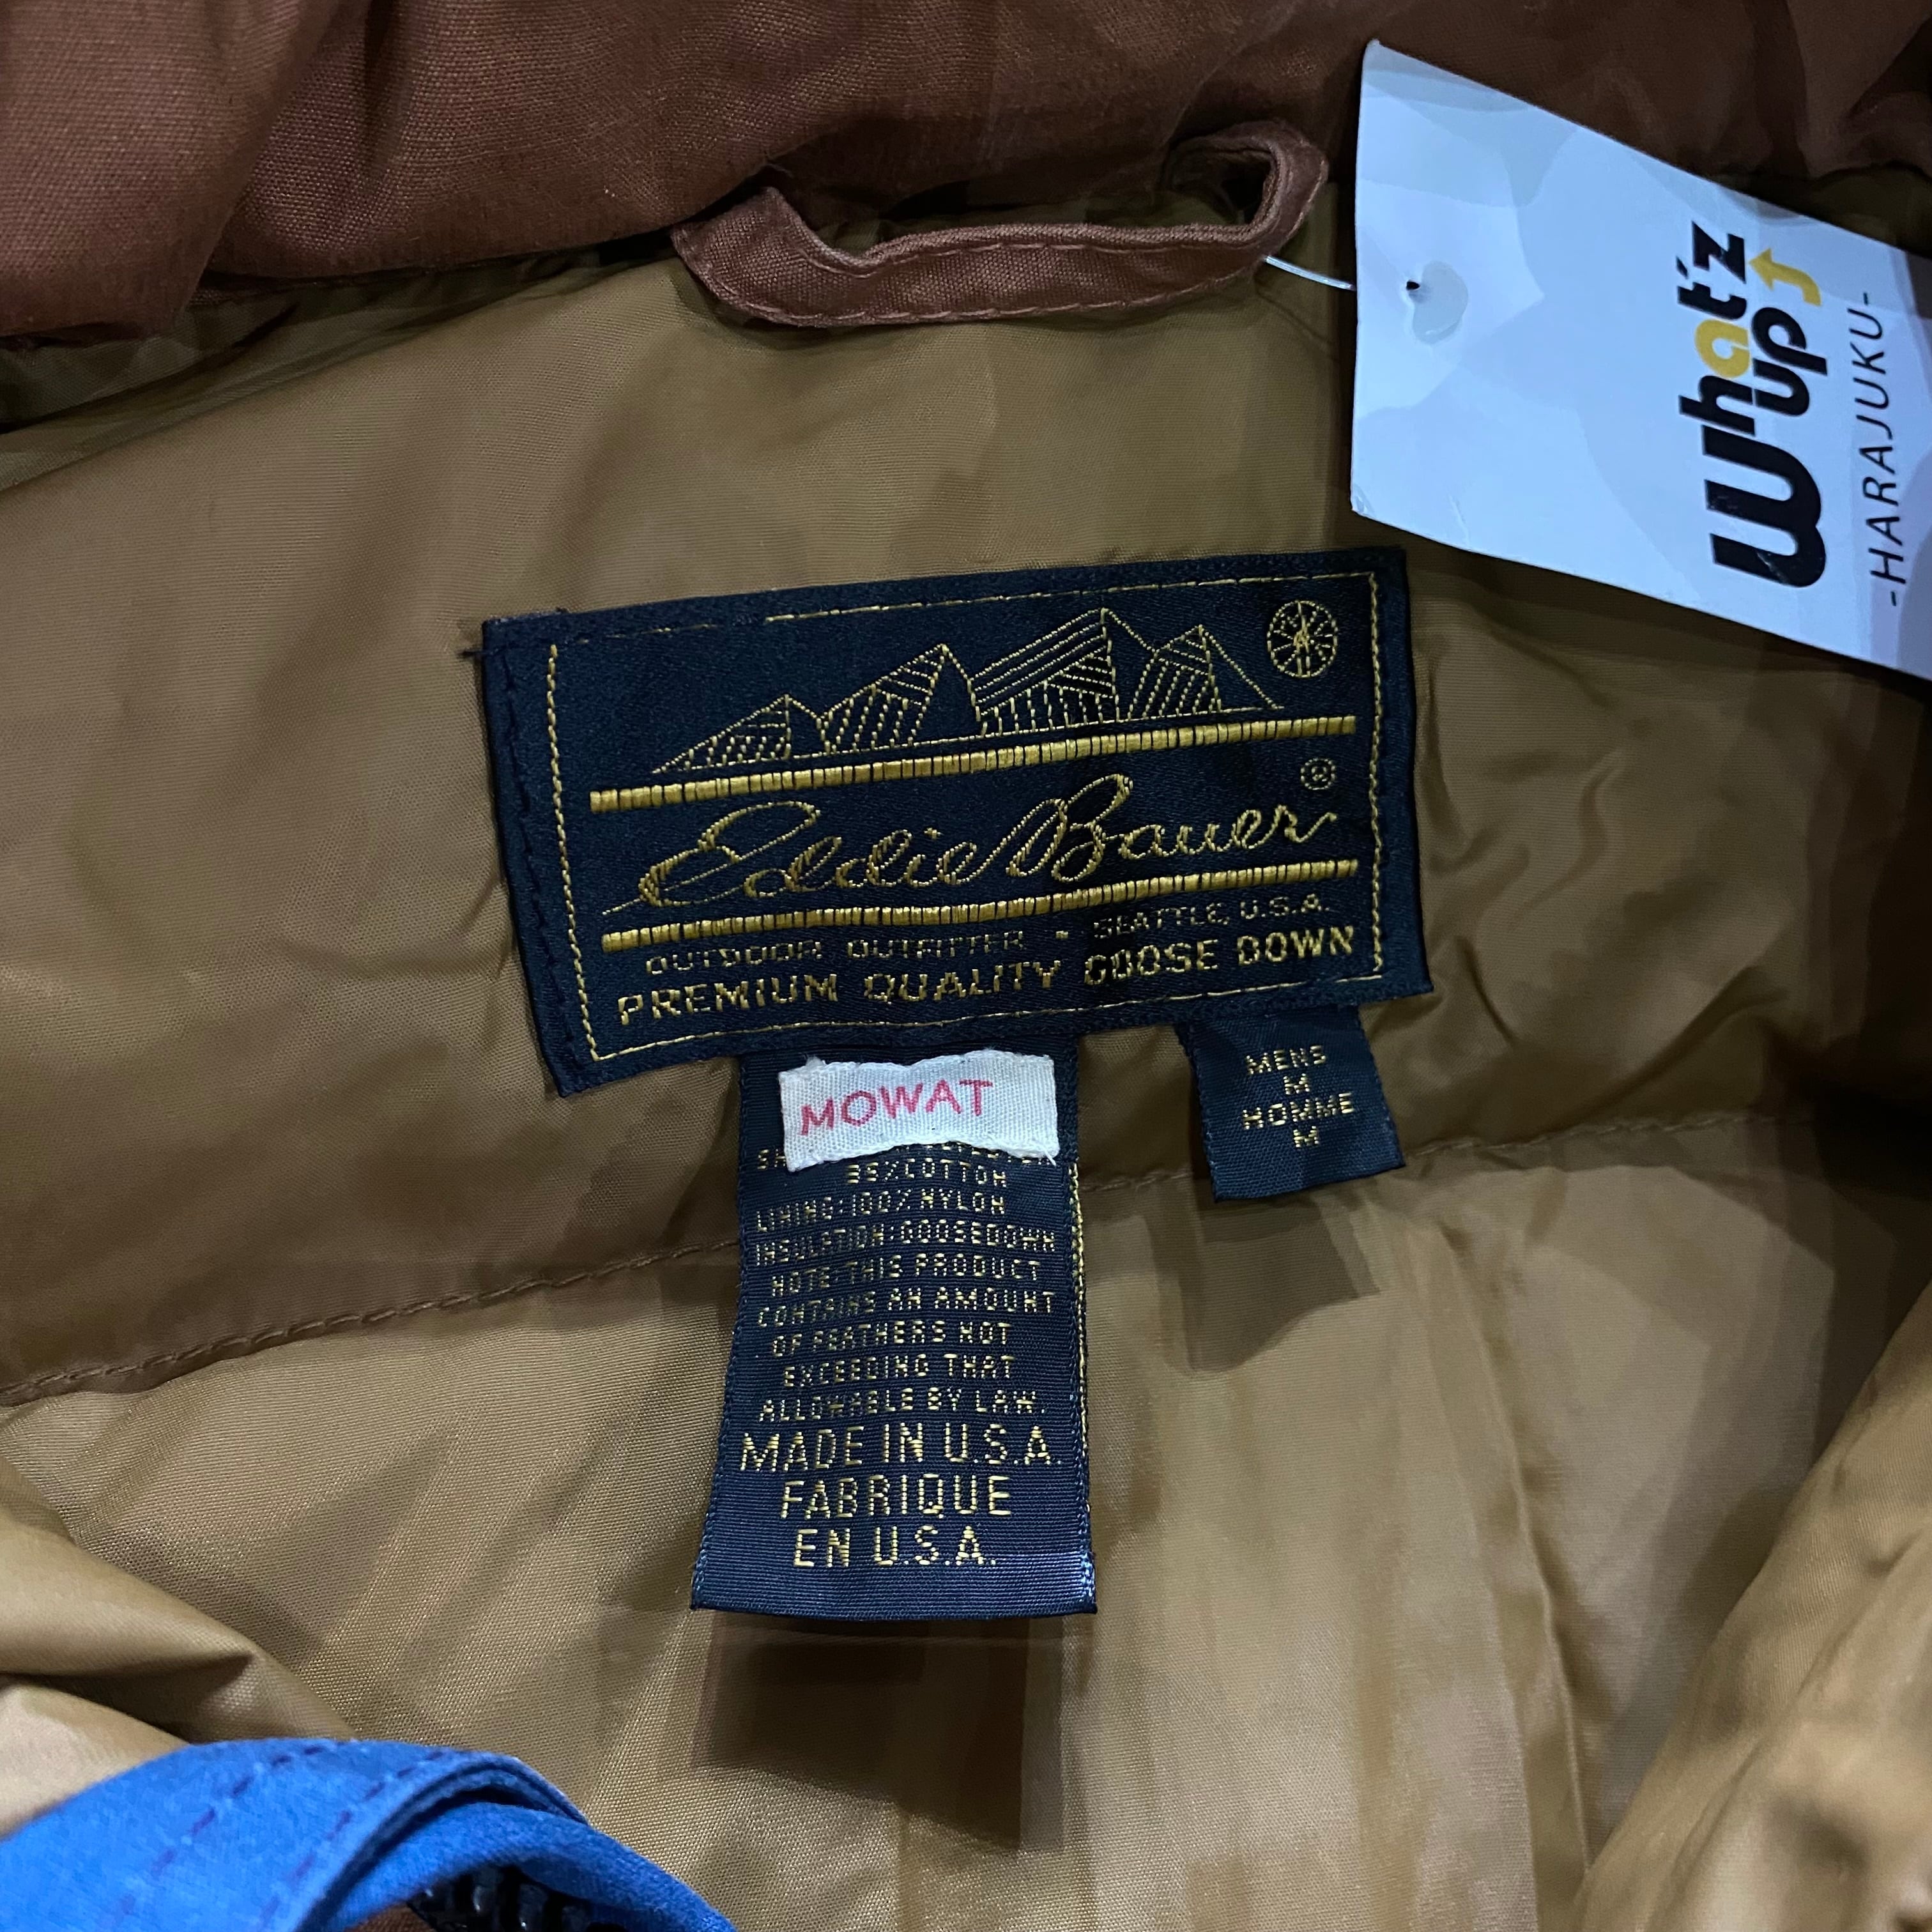 What'z
up
-HARAJUKU-
Eddie Bauer®
OUTDOOR OUTFITTER • SEATTLE, U.S.A.
PREMIUM QUALITY GOOSE DOWN
MOWAT
35% COTTON
LINING: 100% NYLON
INSULATION: GOOSEDOWN
NOTE-THIS PRODUCT
CONTAINS AN AMOUNT
OF FEATHERS NOT
EXCEEDING THAT
ALLOWABLE BY LAW.
MADE IN U.S.A.
FABRIQUE
EN U.S.A.
MENS
M
HOMME
M